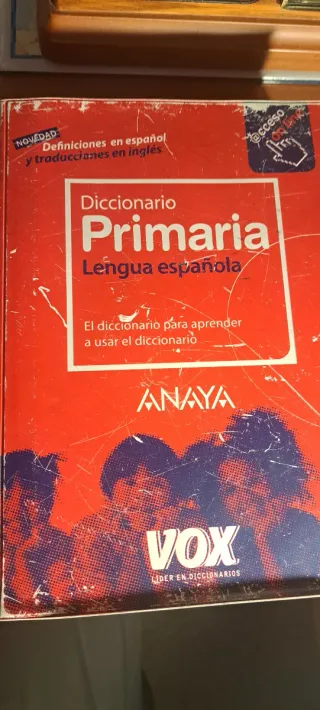 NOVEDAD
Definiciones en español
y traducciones en inglés
@cceso
Diccionario
Primaria
Lengua española
El diccionario para aprender
a usar el diccionario
ANAYA
VOX
LÍDER EN DICCIONARIOS